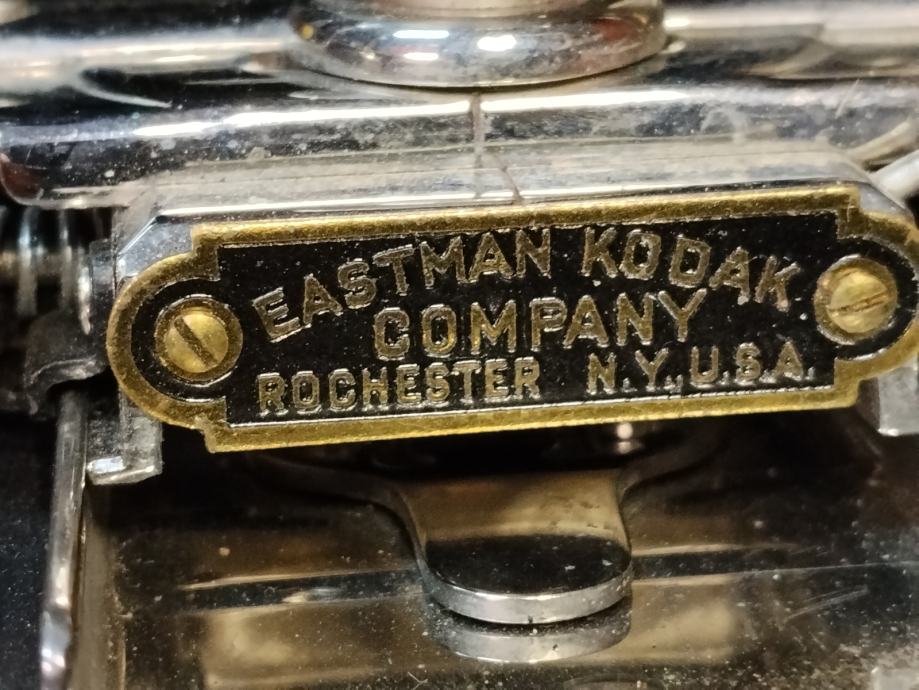 EASTMAN KODAK
COMPANY
ROCHESTER N.Y., U.S.A.